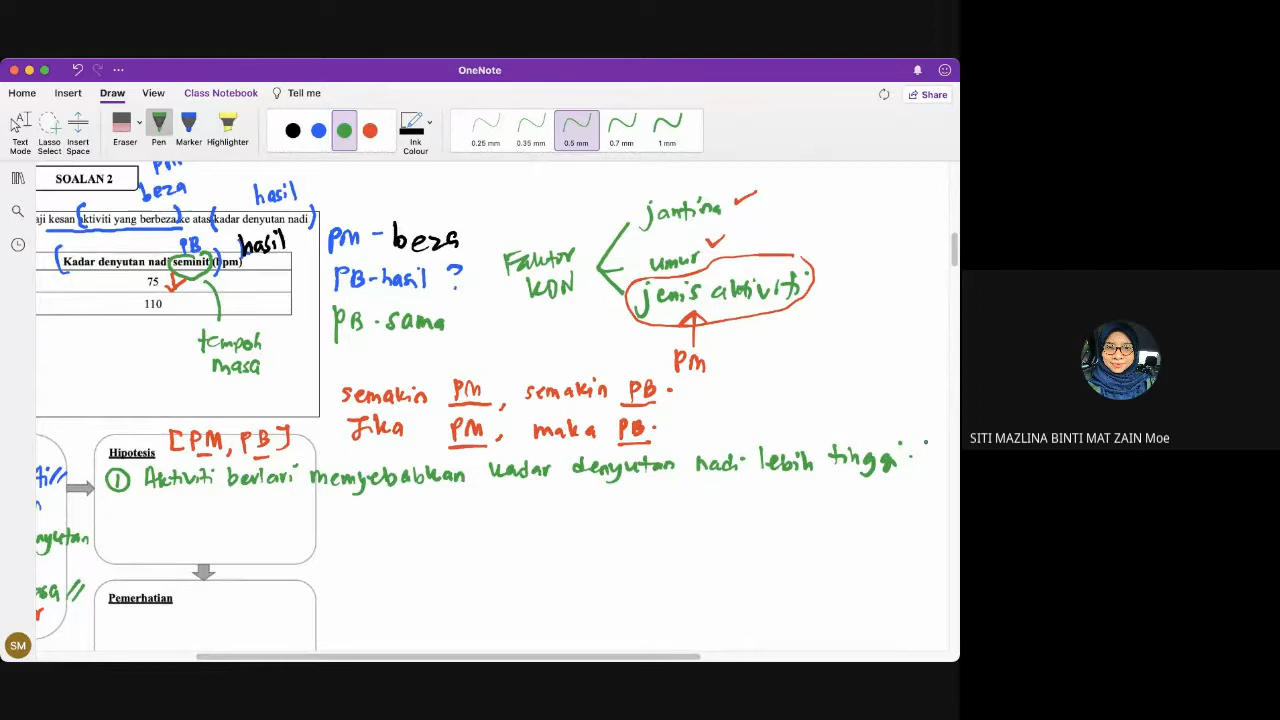 OneNote
Home Insert Draw View Class Notebook Tell me
Share
Text Mode
Lasso Select
Insert Space
Eraser
Pen
Marker
Highlighter
Ink Colour
0.25 mm 0.35 mm 0.5 mm 0.7 mm 1 mm
SOALAN 2
PM
beza
hasil
aji kesan aktiviti yang berbeza ke atas kadar denyutan nadi
PB
hasil
Kadar denyutan nadi seminit (bpm)
75
110
tempoh
masa
PM - beza
PB - hasil ?
PB . sama
Faktor
KDN
jantina
umur
jenis aktiviti
PM
semakin PM, semakin PB.
Jika PM, maka PB.
[PM, PB]
Hipotesis
① Aktiviti berlari menyebabkan kadar denyutan nadi lebih tinggi.
Pemerhatian
SM
SITI MAZLINA BINTI MAT ZAIN Moe